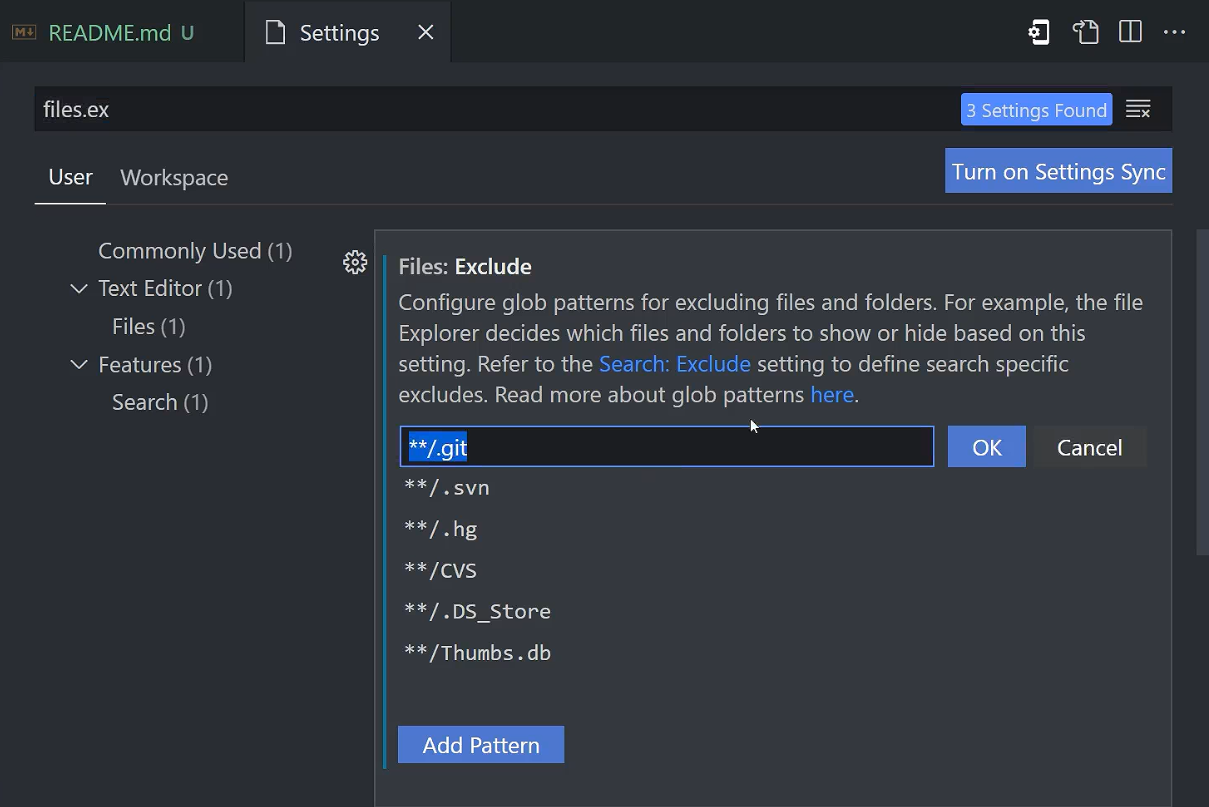 README.md U
Settings
files.ex
3 Settings Found
User
Workspace
Turn on Settings Sync
Commonly Used (1)
Text Editor (1)
Files (1)
Features (1)
Search (1)
Files: Exclude
Configure glob patterns for excluding files and folders. For example, the file
Explorer decides which files and folders to show or hide based on this
setting. Refer to the Search: Exclude setting to define search specific
excludes. Read more about glob patterns here.
**/.git
OK
Cancel
**/.svn
**/.hg
**/CVS
**/.DS_Store
**/Thumbs.db
Add Pattern